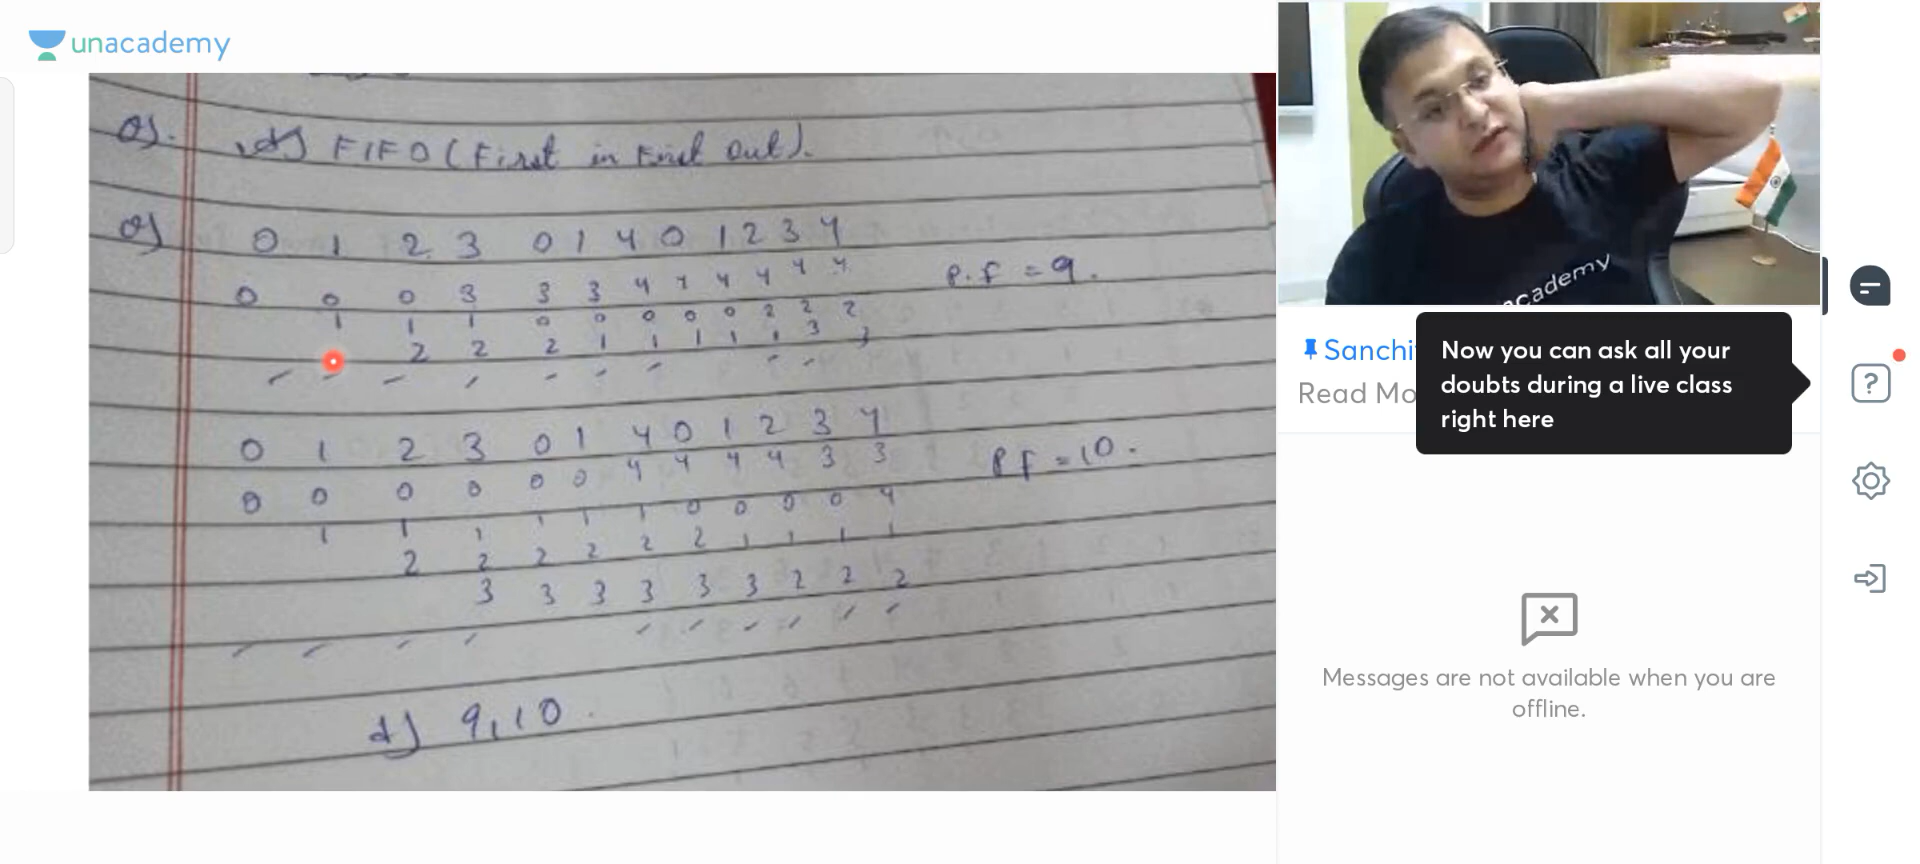 unacademy
Q). d) FIFO (First in First Out).
Q) 0 1 2 3 0 1 4 0 1 2 3 4
0 0 0 3 3 3 4 4 4 4 4 4
P.F = 9.
1 1 1 0 0 0 0 0 2 2 2
2 2 2 1 1 1 1 1 3 3
0 1 2 3 0 1 4 0 1 2 3 4
0 0 0 0 0 0 4 4 4 4 3 3
PF = 10.
1 1 1 1 1 1 0 0 0 0 4
2 2 2 2 2 2 1 1 1 1
3 3 3 3 3 3 2 2 2
d) 9,10.
cademy
Sanchi
Read Mo
Now you can ask all your
doubts during a live class
right here
Messages are not available when you are
offline.